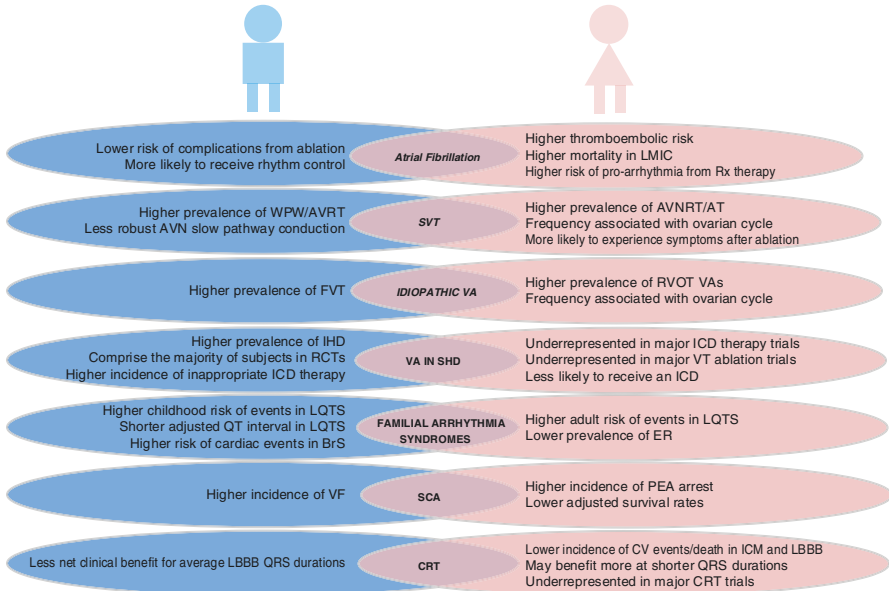 Lower risk of complications from ablation
More likely to receive rhythm control
Atrial Fibrillation
Higher thromboembolic risk
Higher mortality in LMIC
Higher risk of pro-arrhythmia from Rx therapy
Higher prevalence of WPW/AVRT
Less robust AVN slow pathway conduction
SVT
Higher prevalence of AVNRT/AT
Frequency associated with ovarian cycle
More likely to experience symptoms after ablation
Higher prevalence of FVT
IDIOPATHIC VA
Higher prevalence of RVOT VAs
Frequency associated with ovarian cycle
Higher prevalence of IHD
Comprise the majority of subjects in RCTs
Higher incidence of inappropriate ICD therapy
VA IN SHD
Underrepresented in major ICD therapy trials
Underrepresented in major VT ablation trials
Less likely to receive an ICD
Higher childhood risk of events in LQTS
Shorter adjusted QT interval in LQTS
Higher risk of cardiac events in BrS
FAMILIAL ARRHYTHMIA
SYNDROMES
Higher adult risk of events in LQTS
Lower prevalence of ER
Higher incidence of VF
SCA
Higher incidence of PEA arrest
Lower adjusted survival rates
Less net clinical benefit for average LBBB QRS durations
CRT
Lower incidence of CV events/death in ICM and LBBB
May benefit more at shorter QRS durations
Underrepresented in major CRT trials